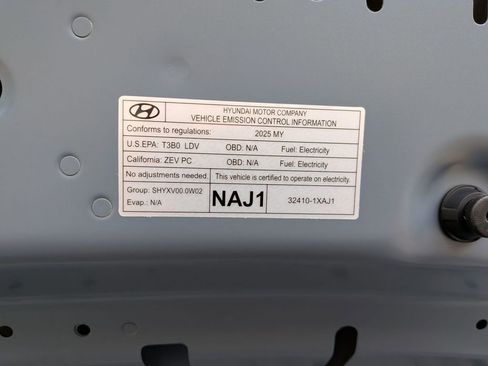 HYUNDAI MOTOR COMPANY
VEHICLE EMISSION CONTROL INFORMATION
Conforms to regulations: 2025 MY
U.S.EPA: T3B0 LDV OBD: N/A Fuel: Electricity
California: ZEV PC OBD: N/A Fuel: Electricity
No adjustments needed. This vehicle is certified to operate on electricity.
Group: SHYXV00.0W02
Evap.: N/A
NAJ1
32410-1XAJ1